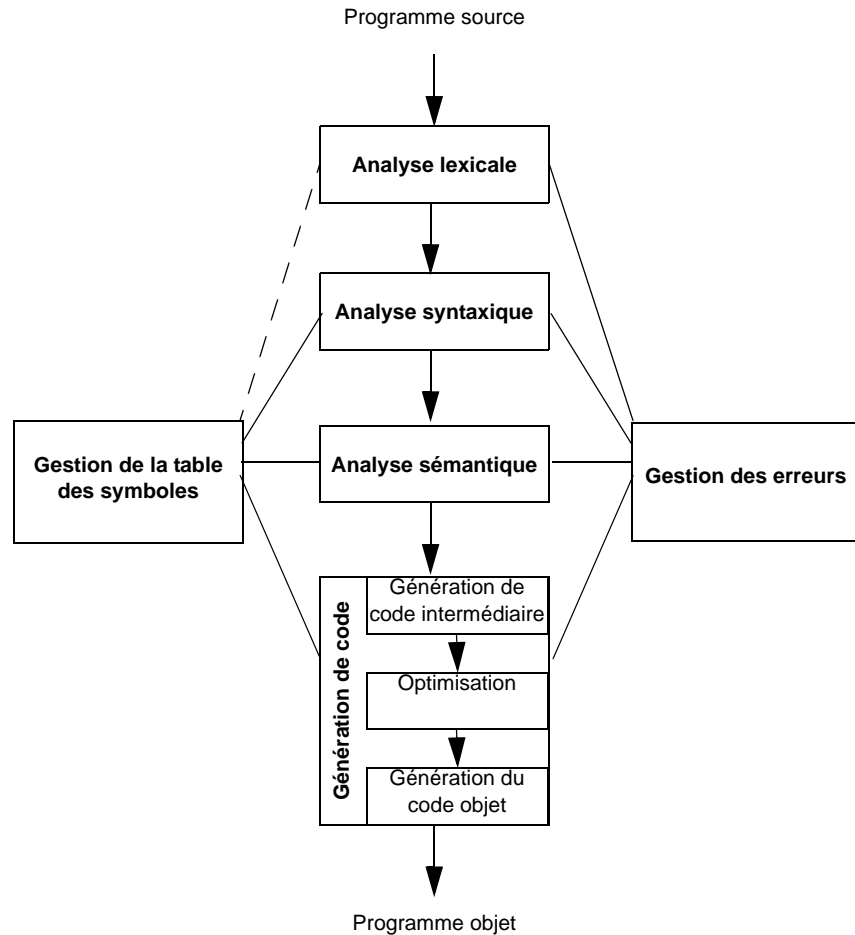 Programme source
Analyse lexicale
Analyse syntaxique
Gestion de la table
des symboles
Analyse sémantique
Gestion des erreurs
Génération de code
Génération de
code intermédiaire
Optimisation
Génération du
code objet
Programme objet